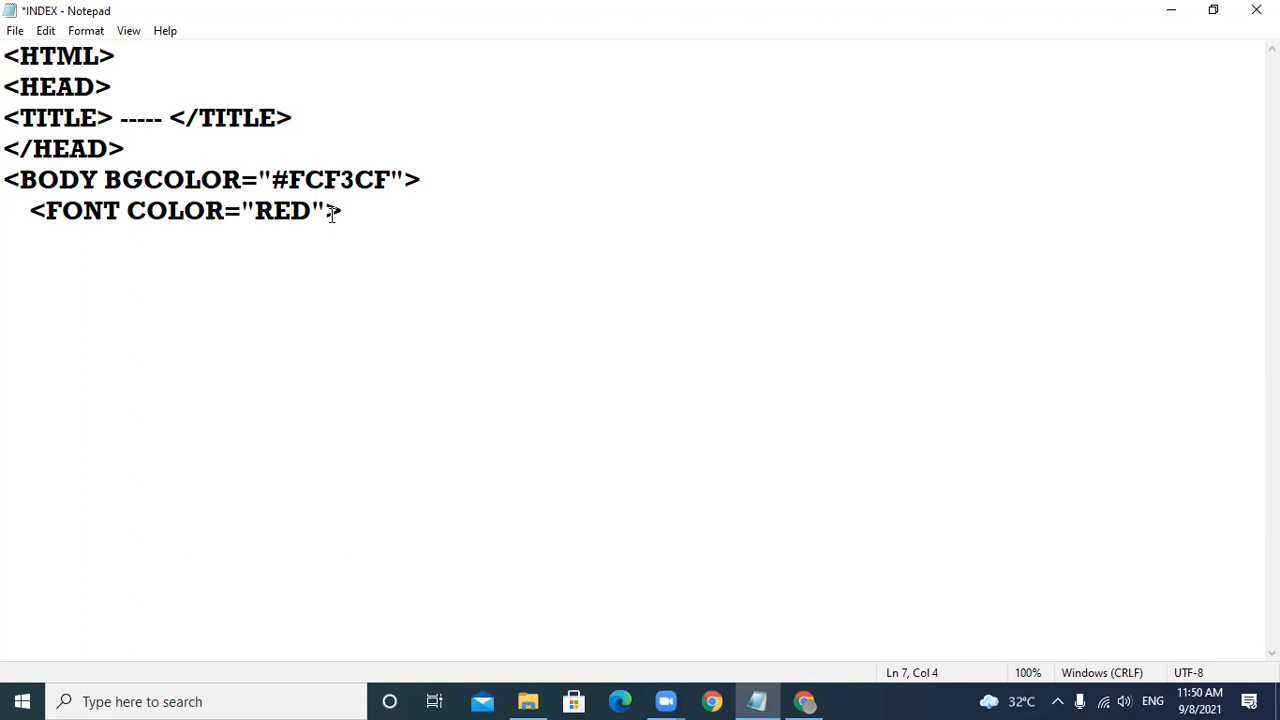 *INDEX - Notepad
File Edit Format View Help
<HTML>
<HEAD>
<TITLE> ----- </TITLE>
</HEAD>
<BODY BGCOLOR="#FCF3CF">
<FONT COLOR="RED">
Ln 7, Col 4 100% Windows (CRLF) UTF-8
Type here to search 32°C ENG 11:50 AM
9/8/2021